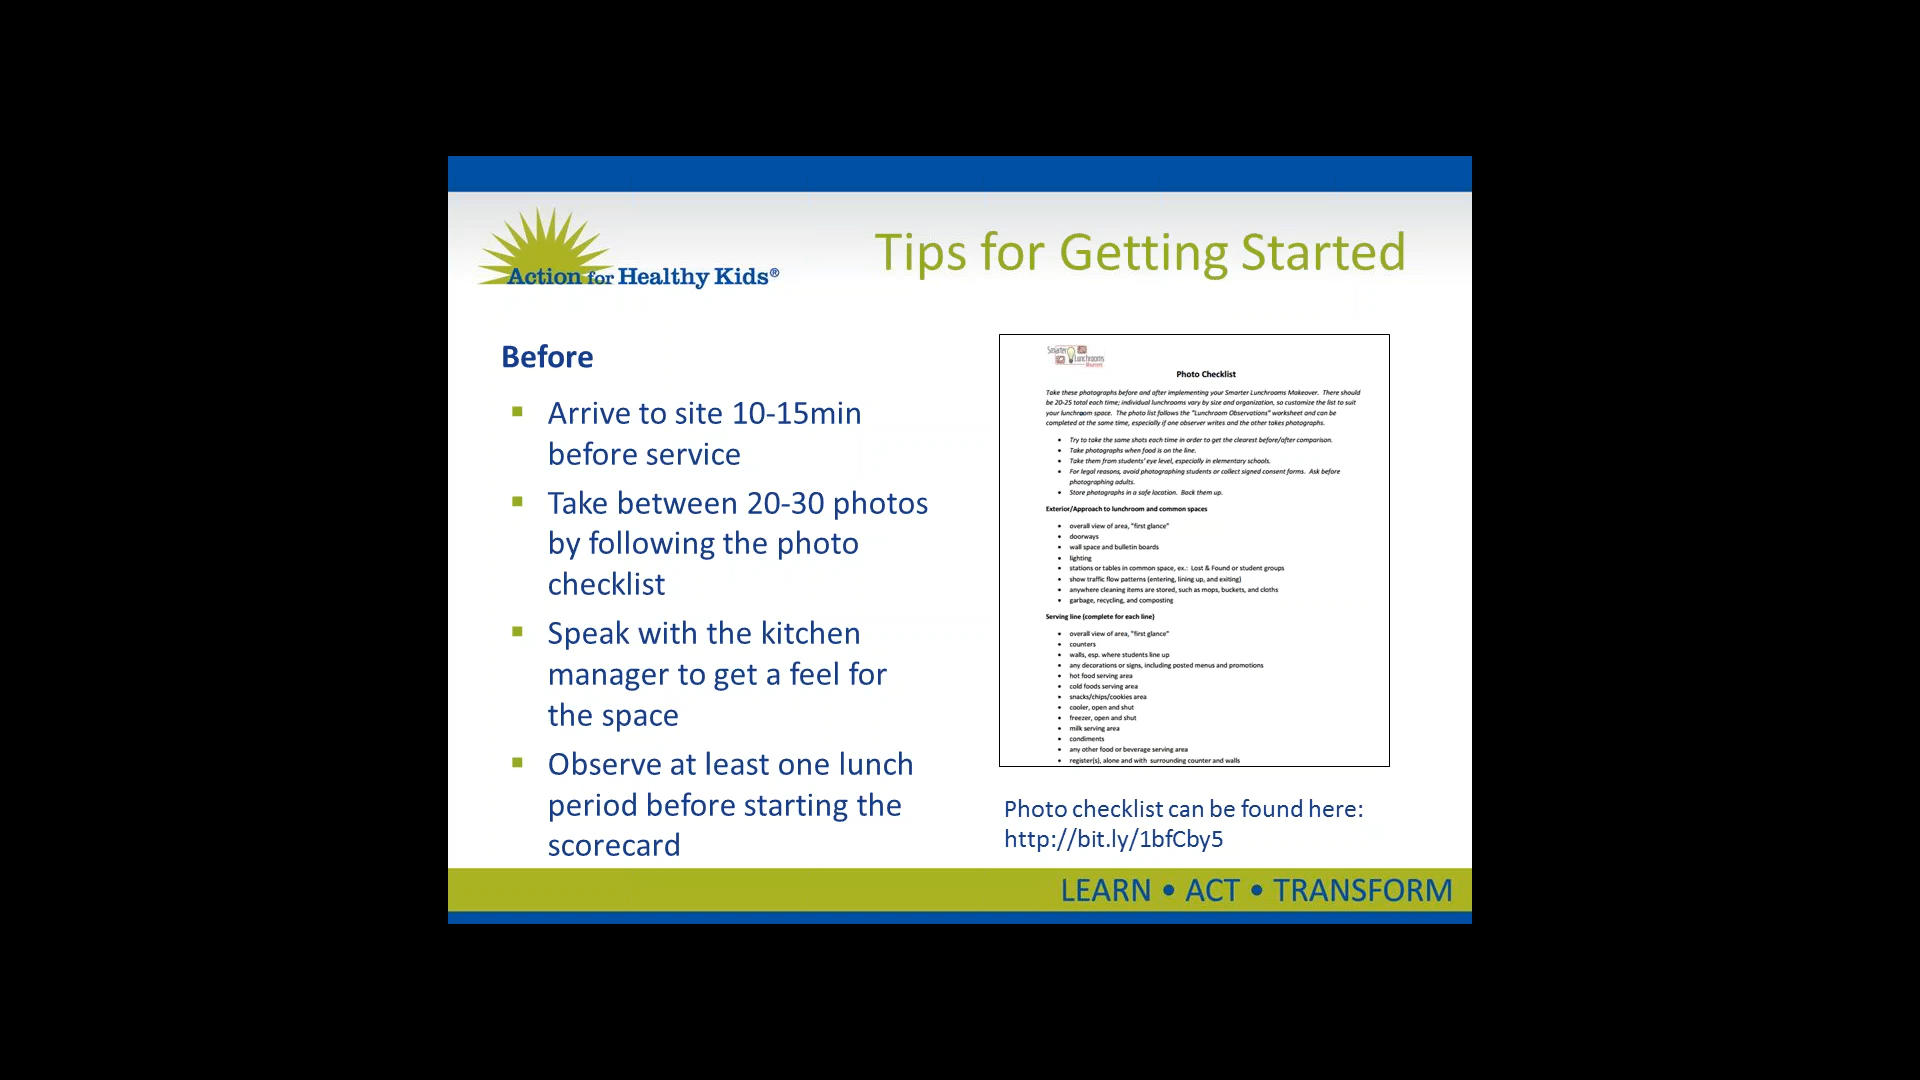 Action for Healthy Kids®
Tips for Getting Started
Before
▪ Arrive to site 10-15min
before service
▪ Take between 20-30 photos
by following the photo
checklist
▪ Speak with the kitchen
manager to get a feel for
the space
▪ Observe at least one lunch
period before starting the
scorecard
Smarter Lunchrooms
Photo Checklist
Take these photographs before and after implementing your Smarter Lunchrooms Makeover. There should
be 20-25 total each time; individual lunchrooms vary by size and organization, so customize the list to suit
your lunchroom space. The photo list follows the "Lunchroom Observations" worksheet and can be
completed at the same time, especially if one observer writes and the other takes photographs.
• Try to take the same shots each time in order to get the clearest before/after comparison.
• Take photographs when food is on the line.
• Take them from students' eye level, especially in elementary schools.
• For legal reasons, avoid photographing students or collect signed consent forms. Ask before
photographing adults.
• Store photographs in a safe location. Back them up.
Exterior/Approach to lunchroom and common spaces
• overall view of area, "first glance"
• doorways
• wall space and bulletin boards
• lighting
• stations or tables in common space, ex.: Lost & Found or student groups
• show traffic flow patterns (entering, lining up, and exiting)
• anywhere cleaning items are stored, such as mops, buckets, and cloths
• garbage, recycling, and composting
Serving line (complete for each line)
• overall view of area, "first glance"
• counters
• walls, esp. where students line up
• any decorations or signs, including posted menus and promotions
• hot food serving area
• cold foods serving area
• snacks/chips/cookies area
• cooler, open and shut
• freezer, open and shut
• milk serving area
• condiments
• any other food or beverage serving area
• register(s), alone and with surrounding counter and walls
Photo checklist can be found here:
http://bit.ly/1bfCby5
LEARN • ACT • TRANSFORM